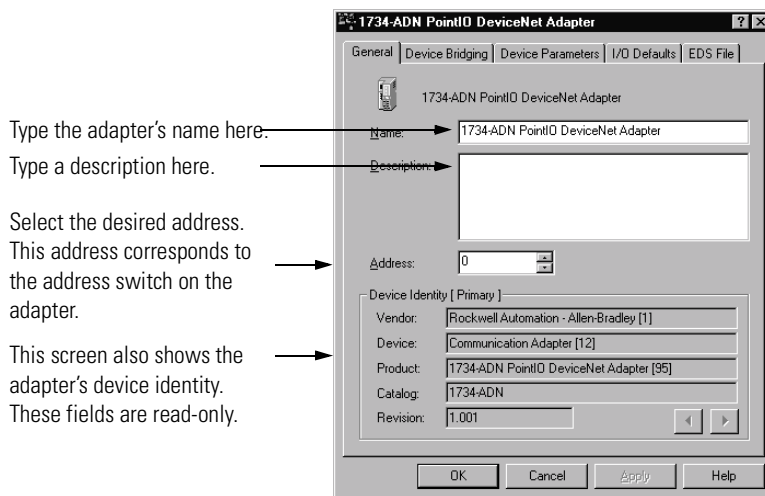 1734-ADN PointIO DeviceNet Adapter
General Device Bridging Device Parameters I/O Defaults EDS File
1734-ADN PointIO DeviceNet Adapter
Type the adapter's name here.
Name: 1734-ADN PointIO DeviceNet Adapter
Type a description here.
Description:
Select the desired address.
This address corresponds to
the address switch on the
adapter.
Address: 0
This screen also shows the
adapter's device identity.
These fields are read-only.
Device Identity [ Primary ]
Vendor: Rockwell Automation - Allen-Bradley [1]
Device: Communication Adapter [12]
Product: 1734-ADN PointIO DeviceNet Adapter [95]
Catalog: 1734-ADN
Revision: 1.001
OK Cancel Apply Help